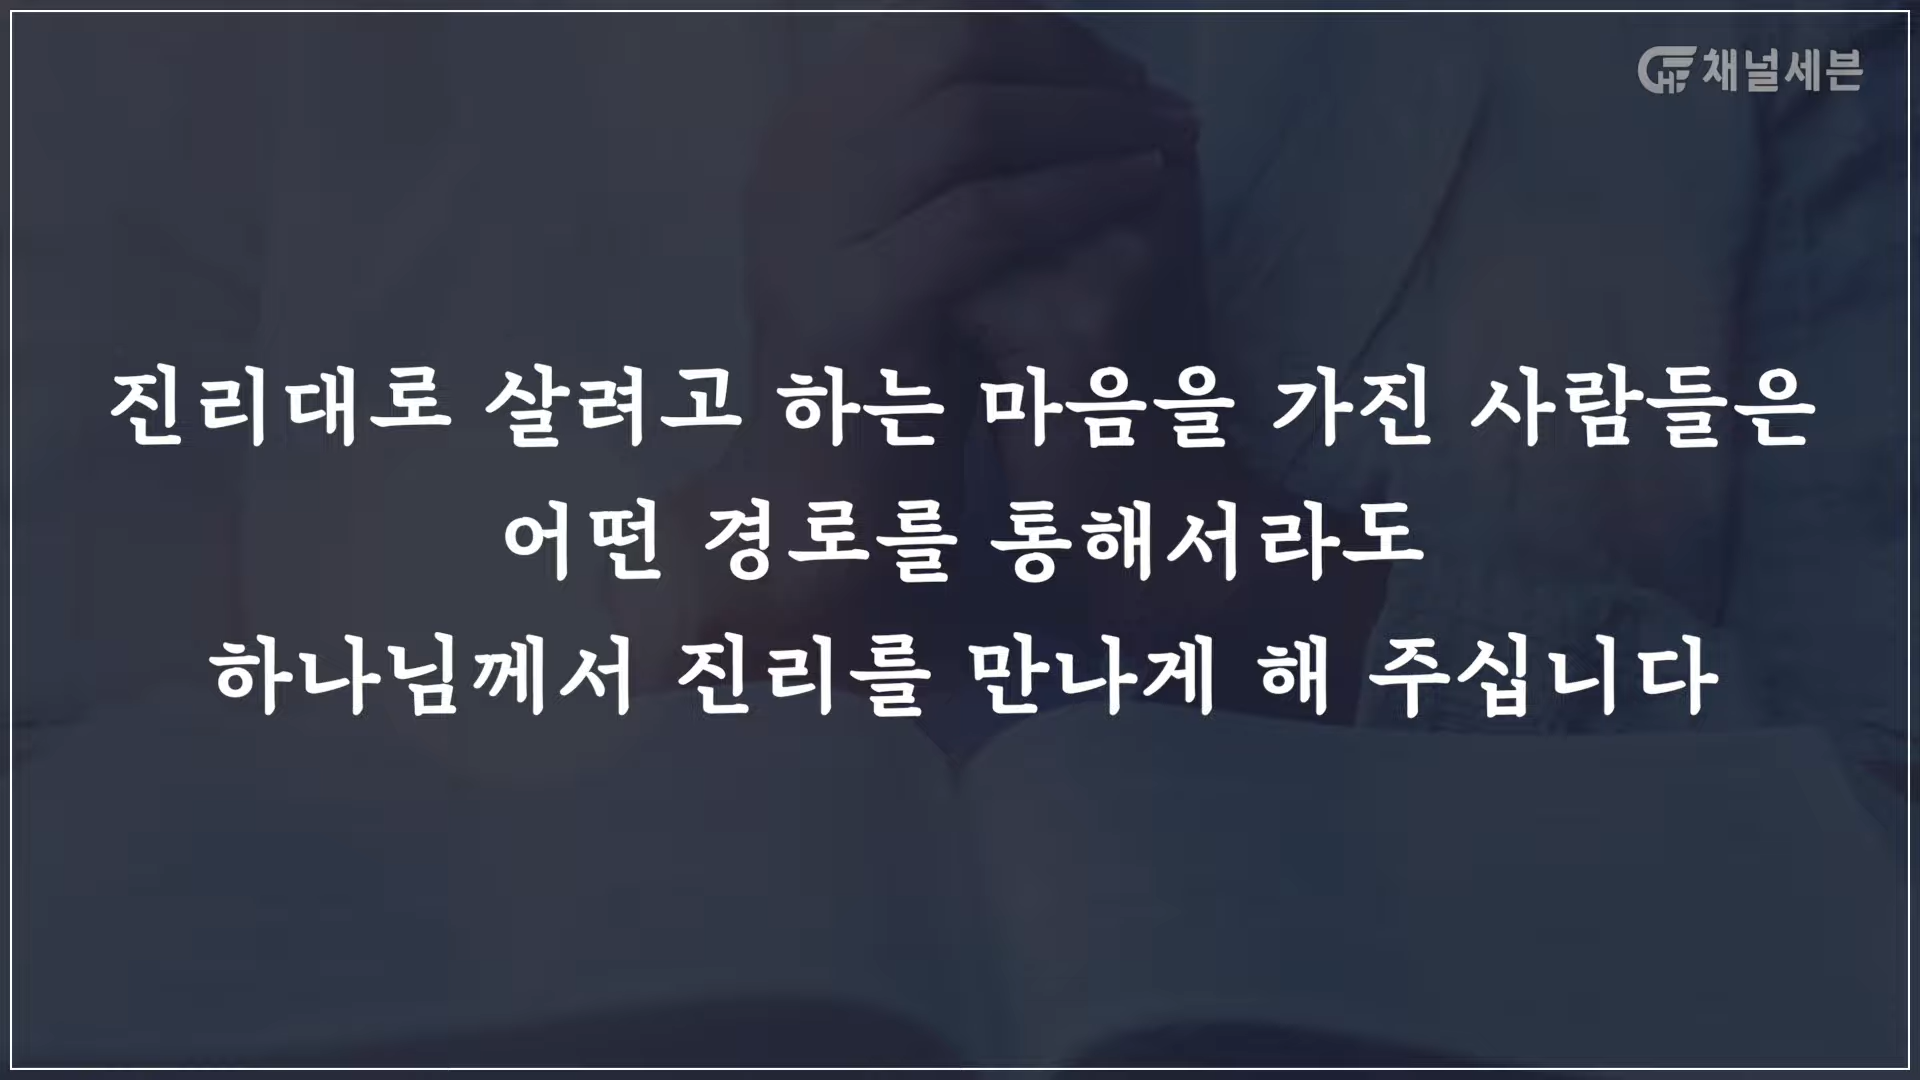 채널세븐
진리대로 살려고 하는 마음을 가진 사람들은
어떤 경로를 통해서라도
하나님께서 진리를 만나게 해 주십니다